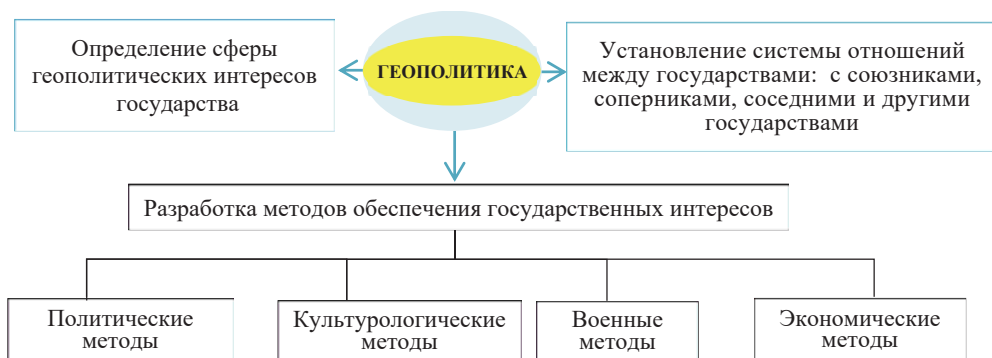 Определение сферы
геополитических интересов
государства
ГЕОПОЛИТИКА
Установление системы отношений
между государствами: с союзниками,
соперниками, соседними и другими
государствами
Разработка методов обеспечения государственных интересов
Политические
методы
Культурологические
методы
Военные
методы
Экономические
методы